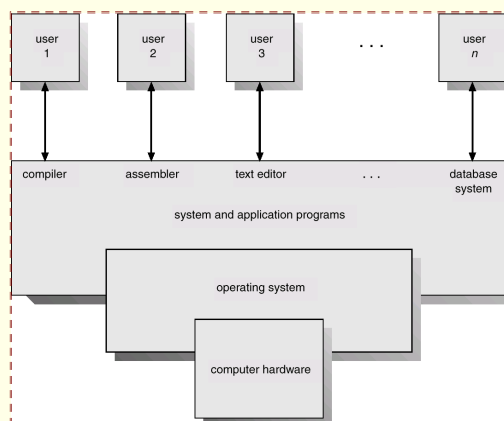 user
1
user
2
user
3
. . .
user
n
compiler
assembler
text editor
. . .
database
system
system and application programs
operating system
computer hardware